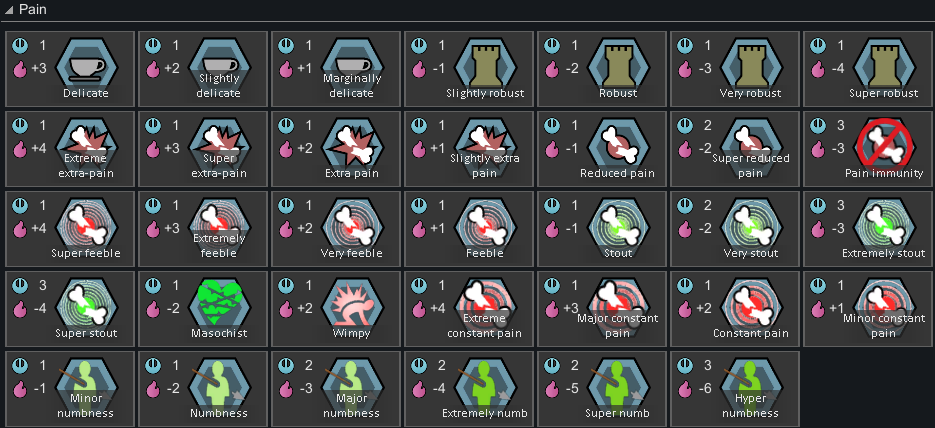 Pain
1
+3
Delicate
1
+2
Slightly
delicate
1
+1
Marginally
delicate
1
-1
Slightly robust
1
-2
Robust
1
-3
Very robust
1
-4
Super robust
1
+4
Extreme
extra-pain
1
+3
Super
extra-pain
1
+2
Extra pain
1
+1
Slightly extra
pain
1
-1
Reduced pain
2
-2
Super reduced
pain
3
-3
Pain immunity
1
+4
Super feeble
1
+3
Extremely
feeble
1
+2
Very feeble
1
+1
Feeble
1
-1
Stout
2
-2
Very stout
3
-3
Extremely stout
3
-4
Super stout
1
-2
Masochist
1
+2
Wimpy
1
+4
Extreme
constant pain
1
+3
Major constant
pain
1
+2
Constant pain
1
+1
Minor constant
pain
1
-1
Minor
numbness
1
-2
Numbness
2
-3
Major
numbness
2
-4
Extremely numb
2
-5
Super numb
3
-6
Hyper
numbness